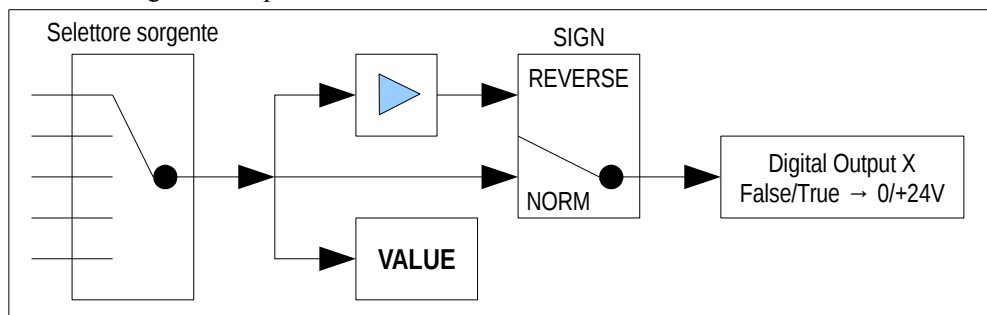 Selettore sorgente
SIGN
REVERSE
NORM
VALUE
Digital Output X
False/True → 0/+24V